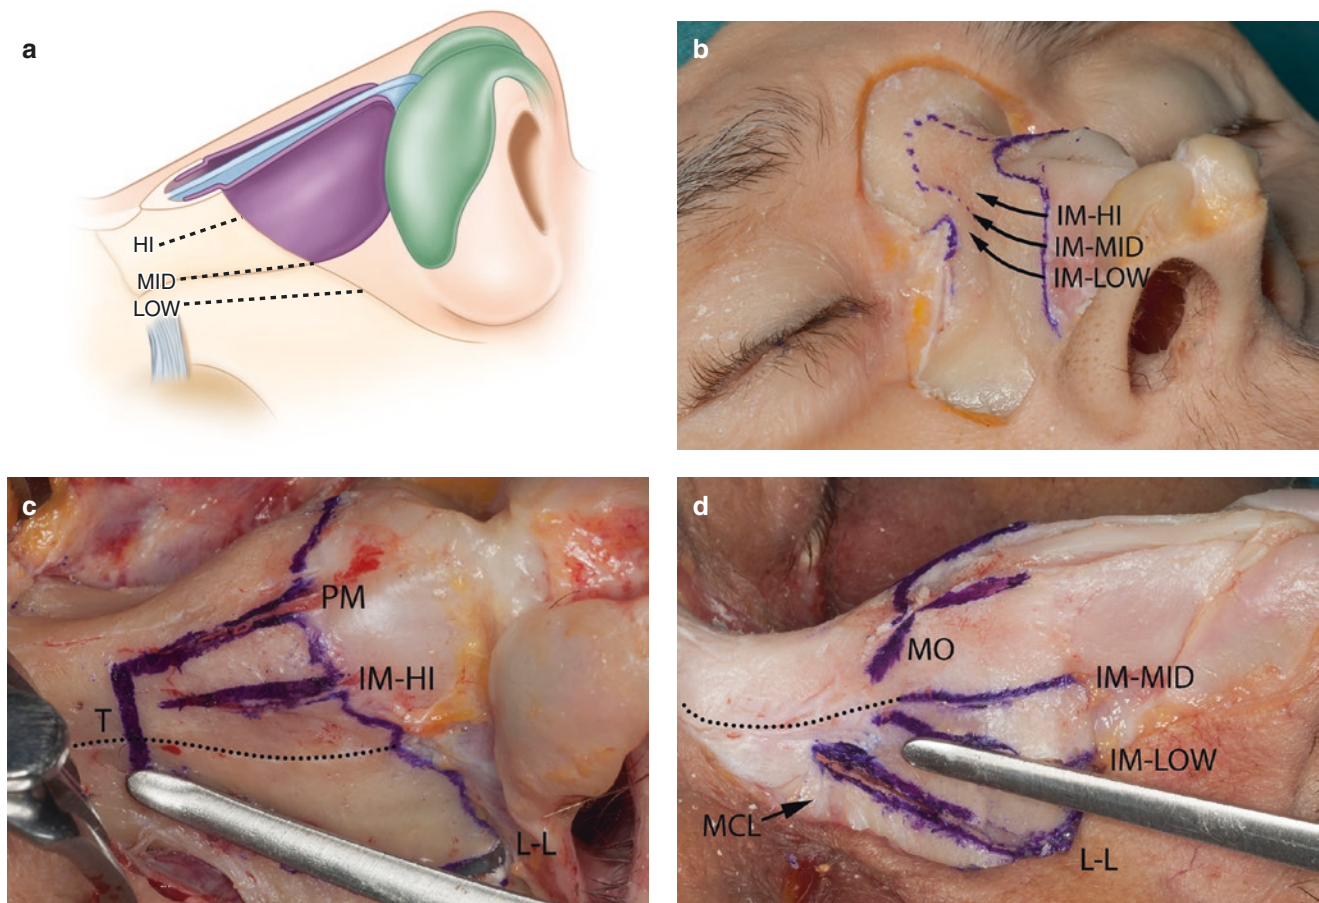 a
HI
MID
LOW
b
IM-HI
IM-MID
IM-LOW
c
PM
IM-HI
T
L-L
d
MO
IM-MID
IM-LOW
MCL
L-L